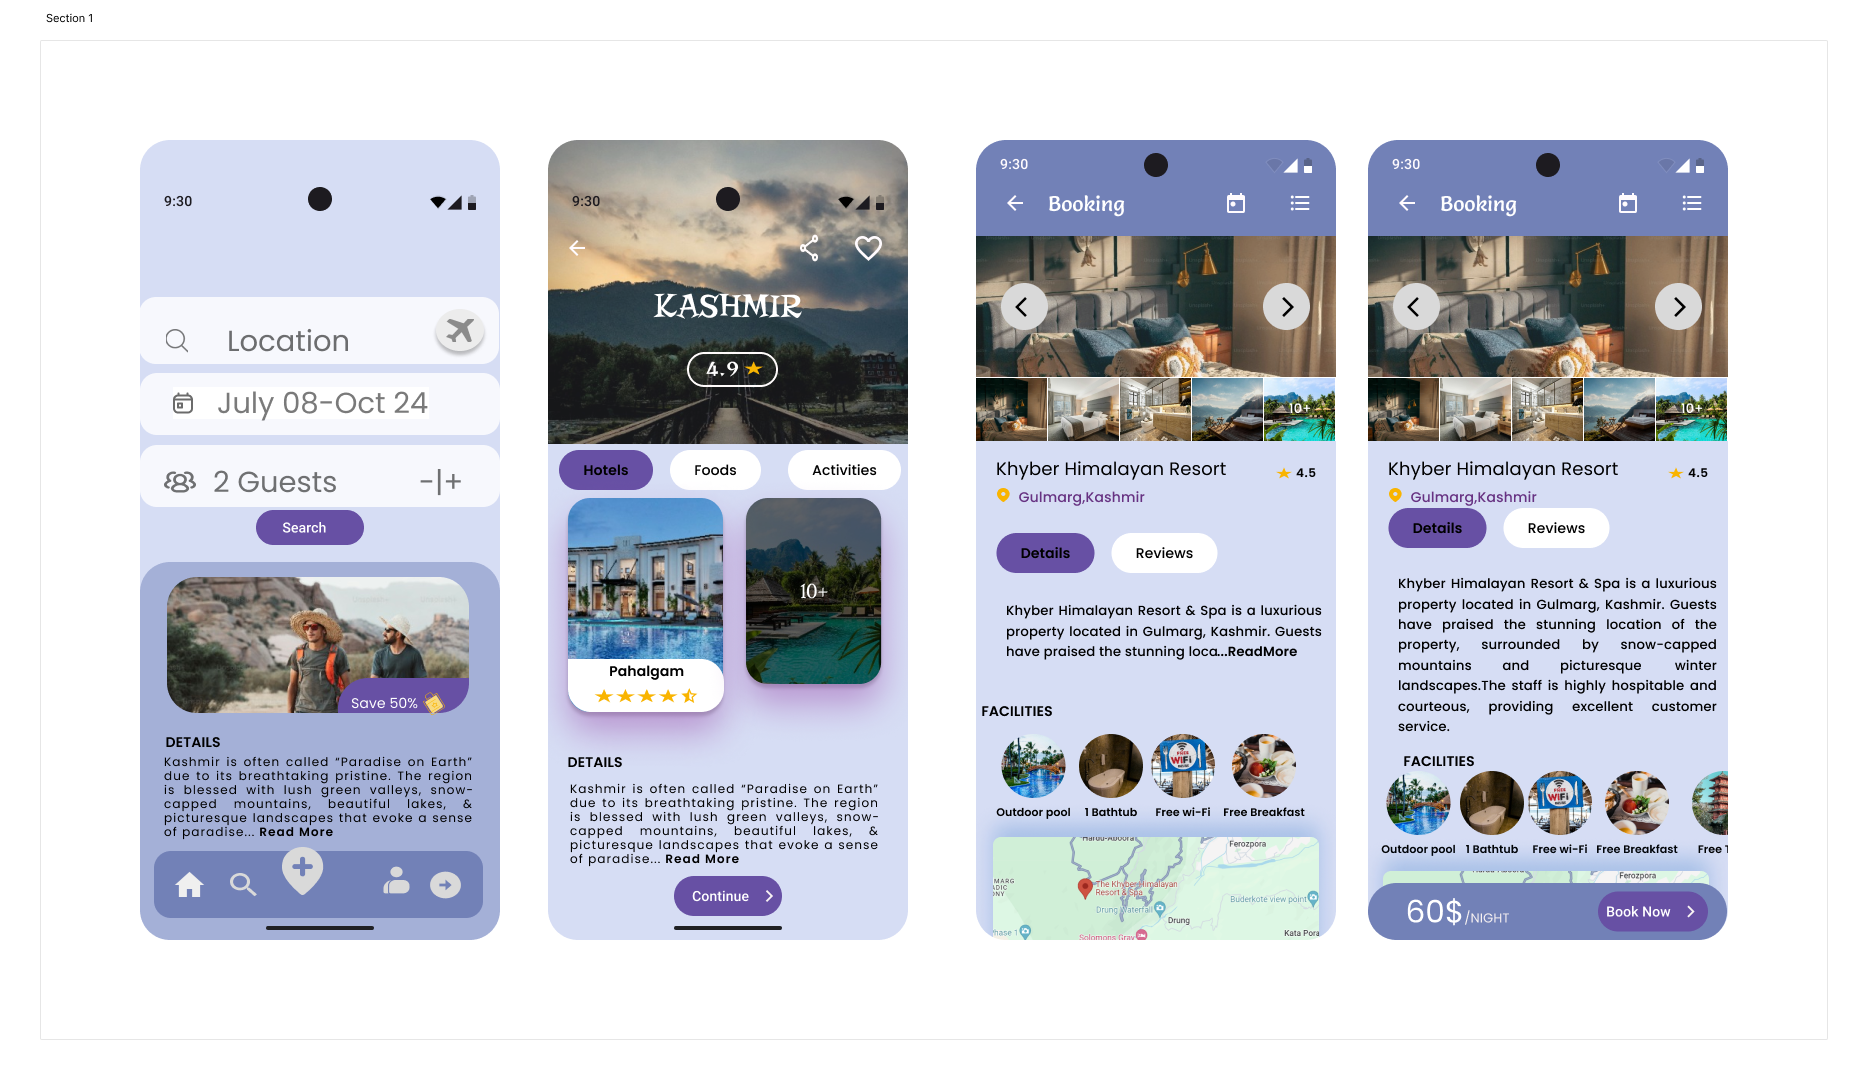 Section 1
9:30
Location
July 08-Oct 24
2 Guests
-|+
Search
Save 50%
DETAILS
Kashmir is often called “Paradise on Earth”
due to its breathtaking pristine. The region
is blessed with lush green valleys, snow-
capped mountains, beautiful lakes, &
picturesque landscapes that evoke a sense
of paradise... Read More
9:30
KASHMIR
4.9
Hotels
Foods
Activities
Pahalgam
10+
DETAILS
Kashmir is often called “Paradise on Earth”
due to its breathtaking pristine. The region
is blessed with lush green valleys, snow-
capped mountains, beautiful lakes, &
picturesque landscapes that evoke a sense
of paradise... Read More
Continue
9:30
Booking
10+
Khyber Himalayan Resort
4.5
Gulmarg,Kashmir
Details
Reviews
Khyber Himalayan Resort & Spa is a luxurious
property located in Gulmarg, Kashmir. Guests
have praised the stunning loca...ReadMore
FACILITIES
Outdoor pool
1 Bathtub
FREE WiFi
Free wi-Fi
Free Breakfast
Hardu-Aboora
Ferozpora
The Khyber Himalayan
Resort & Spa
Drung Waterfall
Drung
Buderkote view point
Phase 1
Solomons Gray
Kata Pora
9:30
Booking
10+
Khyber Himalayan Resort
4.5
Gulmarg,Kashmir
Details
Reviews
Khyber Himalayan Resort & Spa is a luxurious
property located in Gulmarg, Kashmir. Guests
have praised the stunning location of the
property, surrounded by snow-capped
mountains and picturesque winter
landscapes.The staff is highly hospitable and
courteous, providing excellent customer
service.
FACILITIES
Outdoor pool
1 Bathtub
FREE WiFi
Free wi-Fi
Free Breakfast
Free T
Ferozpora
60$/NIGHT
Book Now